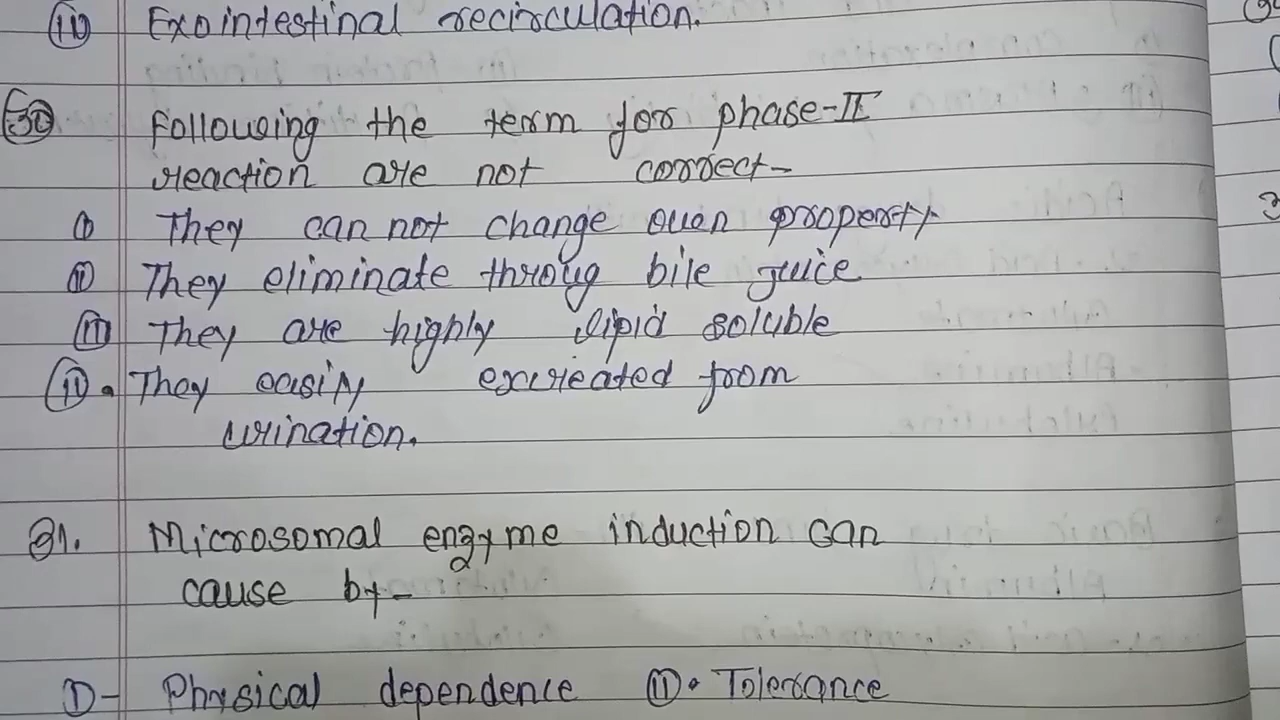 (iv) Exointestinal recirculation.
30 Following the term for phase-II
reaction are not correct-
(i) They can not change ouen property
(ii) They eliminate throug bile juice
(iii) They are highly lipid soluble
(iv). They easily excreated from
urination.
31. Microsomal enzyme induction can
cause by-
(i)- Physical dependence (ii). Tolerance